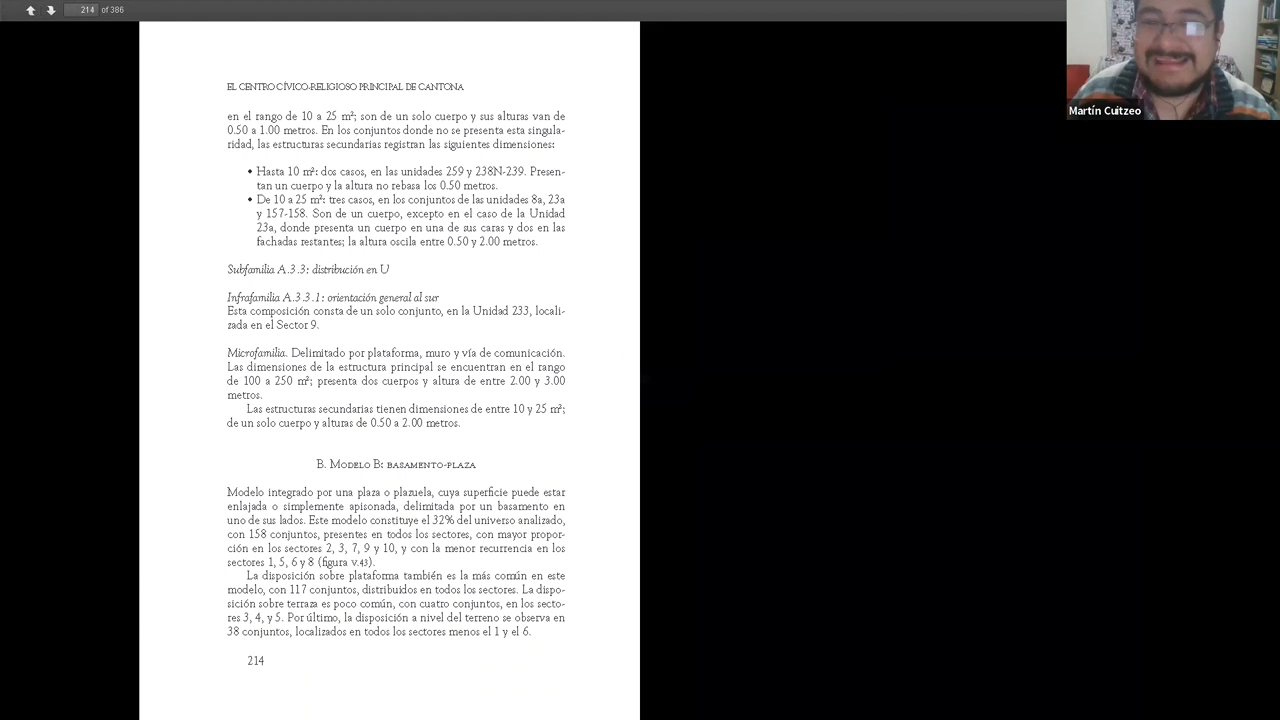 214 of 386
Martín Cuitzeo
EL CENTRO CÍVICO-RELIGIOSO PRINCIPAL DE CANTONA
en el rango de 10 a 25 m²; son de un solo cuerpo y sus alturas van de
0.50 a 1.00 metros. En los conjuntos donde no se presenta esta singula-
ridad, las estructuras secundarias registran las siguientes dimensiones:
• Hasta 10 m²: dos casos, en las unidades 259 y 238N-239. Presen-
tan un cuerpo y la altura no rebasa los 0.50 metros.
• De 10 a 25 m²: tres casos, en los conjuntos de las unidades 8a, 23a
y 157-158. Son de un cuerpo, excepto en el caso de la Unidad
23a, donde presenta un cuerpo en una de sus caras y dos en las
fachadas restantes; la altura oscila entre 0.50 y 2.00 metros.
Subfamilia A.3.3: distribución en U
Infrafamilia A.3.3.1: orientación general al sur
Esta composición consta de un solo conjunto, en la Unidad 233, locali-
zada en el Sector 9.
Microfamilia. Delimitado por plataforma, muro y vía de comunicación.
Las dimensiones de la estructura principal se encuentran en el rango
de 100 a 250 m²; presenta dos cuerpos y altura de entre 2.00 y 3.00
metros.
Las estructuras secundarias tienen dimensiones de entre 10 y 25 m²;
de un solo cuerpo y alturas de 0.50 a 2.00 metros.
B. Modelo B: basamento-plaza
Modelo integrado por una plaza o plazuela, cuya superficie puede estar
enlajada o simplemente apisonada, delimitada por un basamento en
uno de sus lados. Este modelo constituye el 32% del universo analizado,
con 158 conjuntos, presentes en todos los sectores, con mayor propor-
ción en los sectores 2, 3, 7, 9 y 10, y con la menor recurrencia en los
sectores 1, 5, 6 y 8 (figura v.43).
La disposición sobre plataforma también es la más común en este
modelo, con 117 conjuntos, distribuidos en todos los sectores. La dispo-
sición sobre terraza es poco común, con cuatro conjuntos, en los secto-
res 3, 4, y 5. Por último, la disposición a nivel del terreno se observa en
38 conjuntos, localizados en todos los sectores menos el 1 y el 6.
214